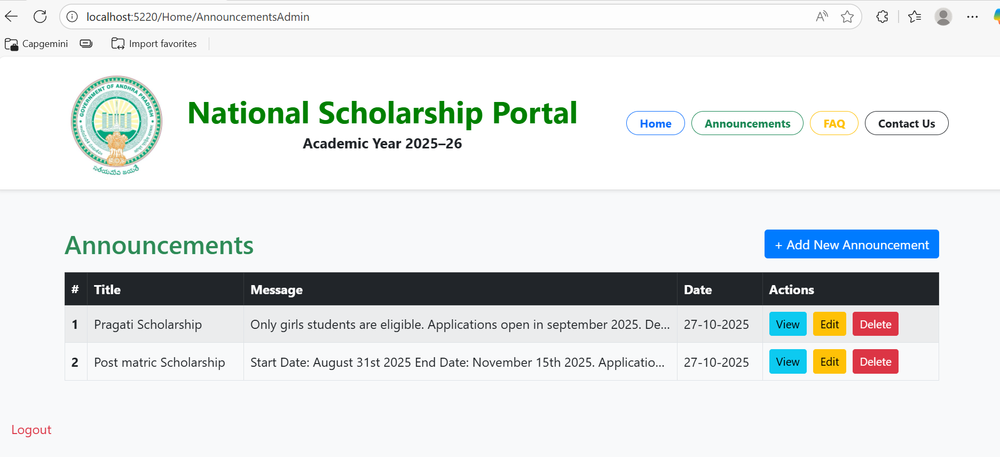 localhost:5220/Home/AnnouncementsAdmin
Capgemini
Import favorites
GOVERNMENT OF ANDHRA PRADESH
సత్యమేవ జయతే
National Scholarship Portal
Academic Year 2025–26
Home
Announcements
FAQ
Contact Us
Announcements
+ Add New Announcement
# Title Message Date Actions
1 Pragati Scholarship Only girls students are eligible. Applications open in september 2025. De... 27-10-2025 View Edit Delete
2 Post matric Scholarship Start Date: August 31st 2025 End Date: November 15th 2025. Applicatio... 27-10-2025 View Edit Delete
Logout